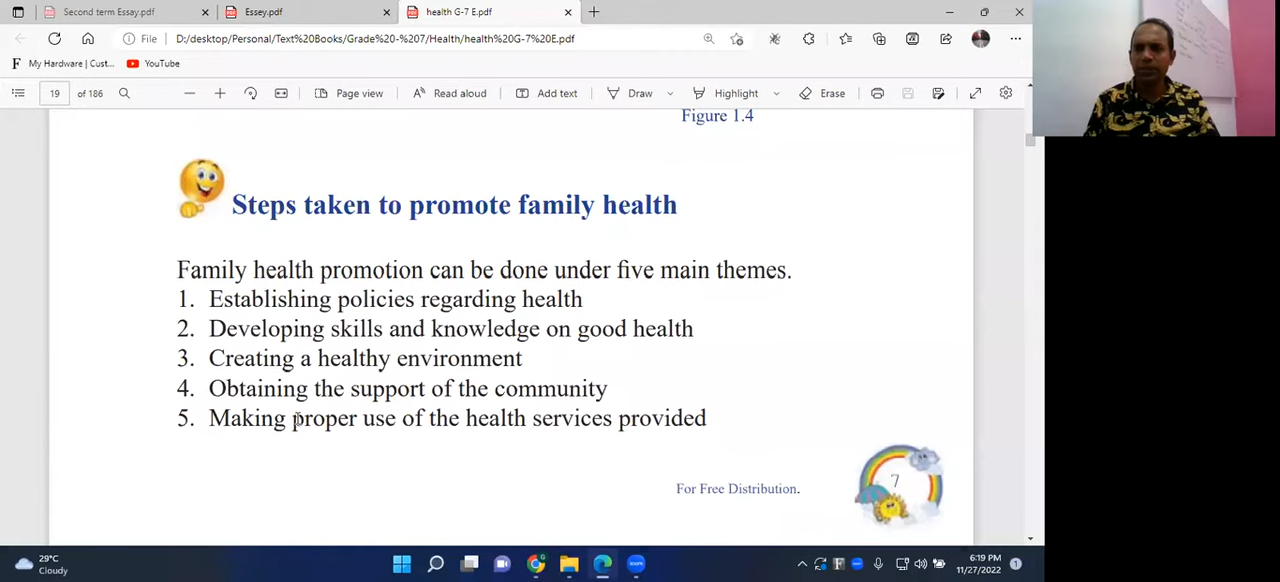 Second term Essay.pdf
Essey.pdf
health G-7 E.pdf
File
D:/desktop/Personal/Text%20Books/Grade%20-%207/Health/health%20G-7%20E.pdf
My Hardware | Cust...
YouTube
19 of 186
Page view
Read aloud
Add text
Draw
Highlight
Erase
Figure 1.4
Steps taken to promote family health
Family health promotion can be done under five main themes.
1. Establishing policies regarding health
2. Developing skills and knowledge on good health
3. Creating a healthy environment
4. Obtaining the support of the community
5. Making proper use of the health services provided
7
For Free Distribution.
29°C
Cloudy
6:19 PM
11/27/2022
1